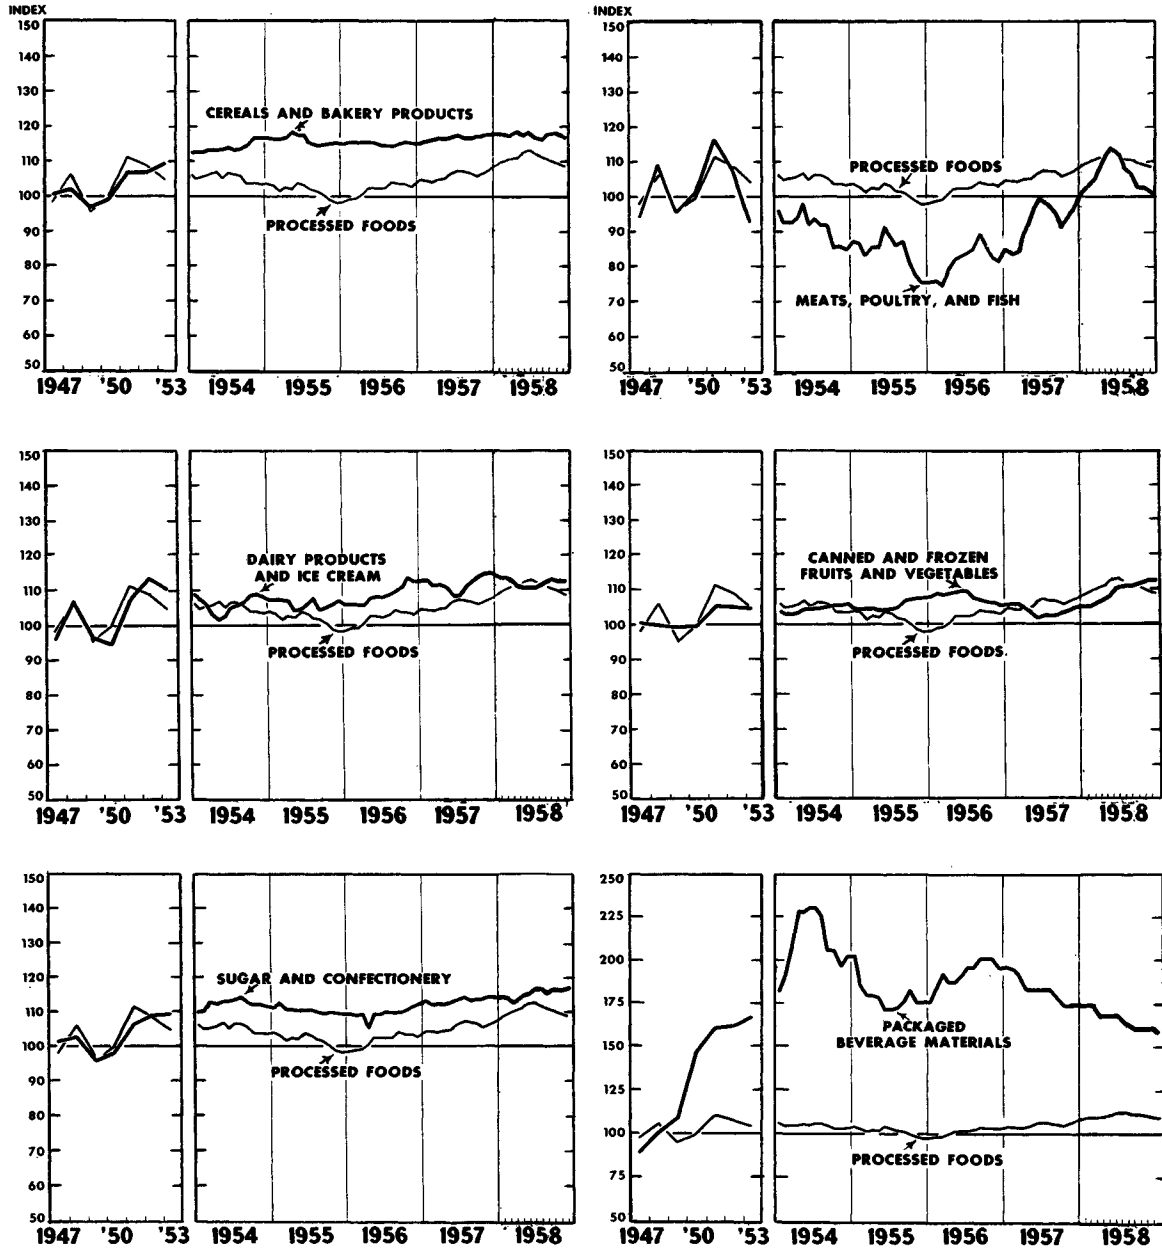 INDEX
150
140
130
120
110
100
90
80
70
60
50
CEREALS AND BAKERY PRODUCTS
PROCESSED FOODS
1947 '50 '53 1954 1955 1956 1957 1958
INDEX
150
140
130
120
110
100
90
80
70
60
50
PROCESSED FOODS
MEATS, POULTRY, AND FISH
1947 '50 '53 1954 1955 1956 1957 1958
150
140
130
120
110
100
90
80
70
60
50
DAIRY PRODUCTS
AND ICE CREAM
PROCESSED FOODS
1947 '50 '53 1954 1955 1956 1957 1958
150
140
130
120
110
100
90
80
70
60
50
CANNED AND FROZEN
FRUITS AND VEGETABLES
PROCESSED FOODS
1947 '50 '53 1954 1955 1956 1957 1958
150
140
130
120
110
100
90
80
70
60
50
SUGAR AND CONFECTIONERY
PROCESSED FOODS
1947 '50 '53 1954 1955 1956 1957 1958
250
225
200
175
150
125
100
75
50
PACKAGED
BEVERAGE MATERIALS
PROCESSED FOODS
1947 '50 '53 1954 1955 1956 1957 1958